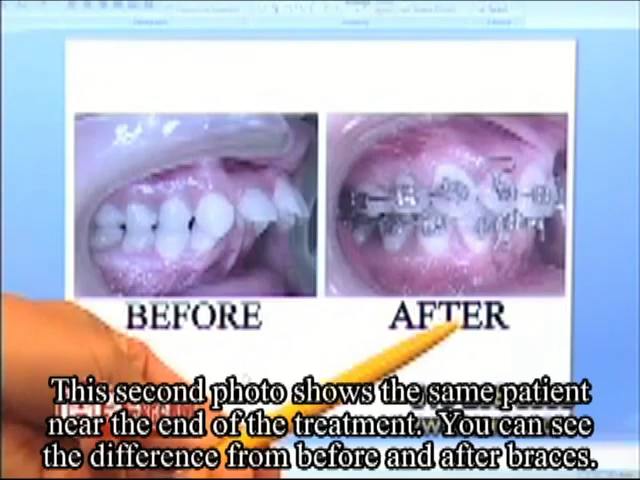 BEFORE
AFTER
This second photo shows the same patient
near the end of the treatment. You can see
the difference from before and after braces.